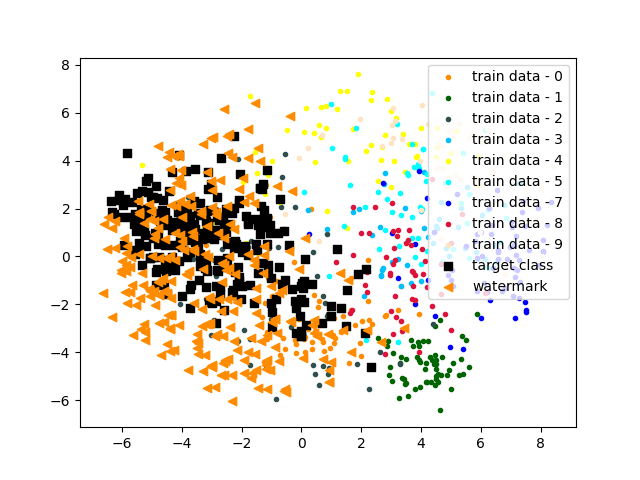 8
6
4
2
0
−2
−4
−6
−6 −4 −2 0 2 4 6 8
train data - 0
train data - 1
train data - 2
train data - 3
train data - 4
train data - 5
train data - 7
train data - 8
train data - 9
target class
watermark